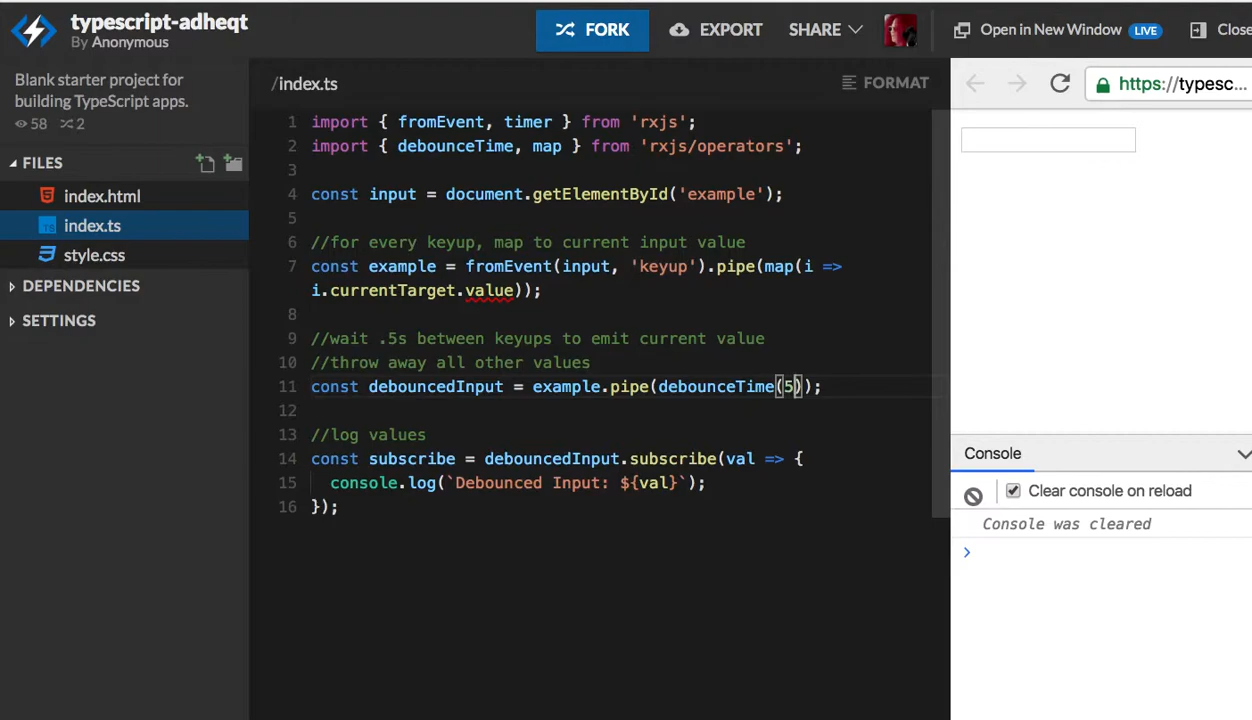 typescript-adheqt
By Anonymous
FORK
EXPORT
SHARE
Open in New Window LIVE
Close
Blank starter project for
building TypeScript apps.
58 2
FILES
index.html
index.ts
style.css
DEPENDENCIES
SETTINGS
/index.ts
FORMAT
1 import { fromEvent, timer } from 'rxjs';
2 import { debounceTime, map } from 'rxjs/operators';
3
4 const input = document.getElementById('example');
5
6 //for every keyup, map to current input value
7 const example = fromEvent(input, 'keyup').pipe(map(i =>
i.currentTarget.value));
8
9 //wait .5s between keyups to emit current value
10 //throw away all other values
11 const debouncedInput = example.pipe(debounceTime(5));
12
13 //log values
14 const subscribe = debouncedInput.subscribe(val => {
15 console.log(`Debounced Input: ${val}`);
16 });
https://typesc...
Console
Clear console on reload
Console was cleared
>